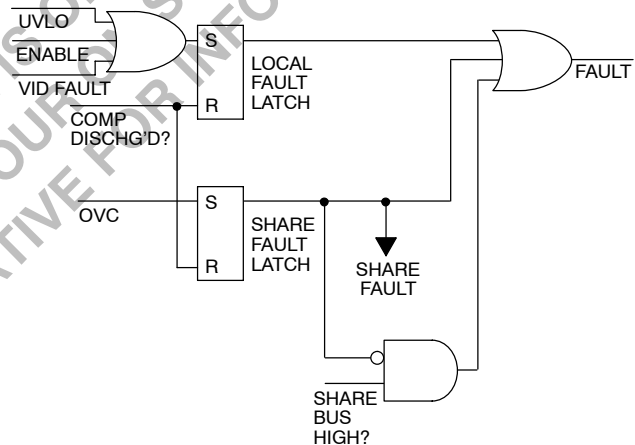 UVLO
ENABLE
VID FAULT
S
R
LOCAL
FAULT
LATCH
FAULT
COMP
DISCHG'D?
OVC
S
R
SHARE
FAULT
LATCH
SHARE
FAULT
SHARE
BUS
HIGH?